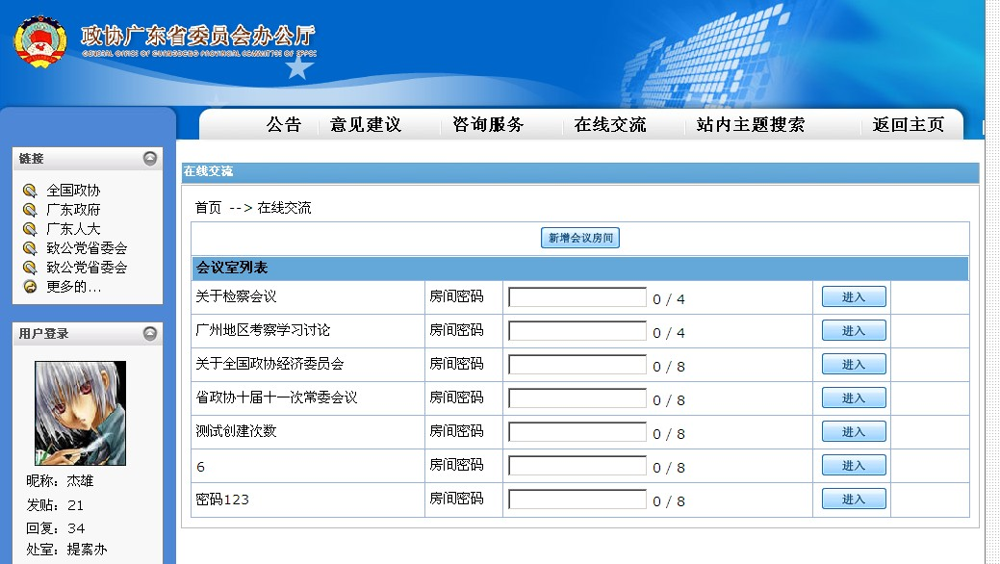 政协广东省委员会办公厅
GENERAL OFFICE OF GUANGDONG PROVINCIAL COMMITTEE OF CPPCC
公告 意见建议 咨询服务 在线交流 站内主题搜索 返回主页
链接
全国政协
广东政府
广东人大
致公党省委会
致公党省委会
更多的...
用户登录
昵称：杰雄
发贴：21
回复：34
处室：提案办
在线交流
首页 --> 在线交流
新增会议房间
会议室列表
关于检察会议 房间密码 0 / 4 进入
广州地区考察学习讨论 房间密码 0 / 4 进入
关于全国政协经济委员会 房间密码 0 / 8 进入
省政协十届十一次常委会议 房间密码 0 / 8 进入
测试创建次数 房间密码 0 / 8 进入
6 房间密码 0 / 8 进入
密码123 房间密码 0 / 8 进入